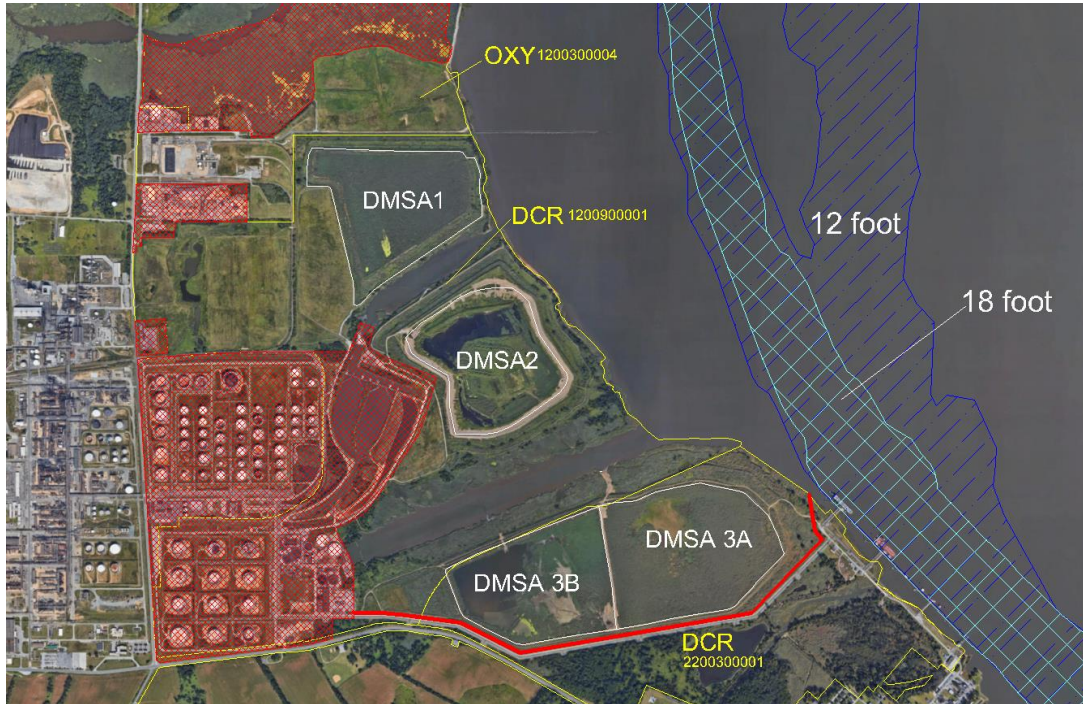 OXY 1200300004
DMSA1
DCR 1200900001
12 foot
18 foot
DMSA2
DMSA 3A
DMSA 3B
DCR
2200300001